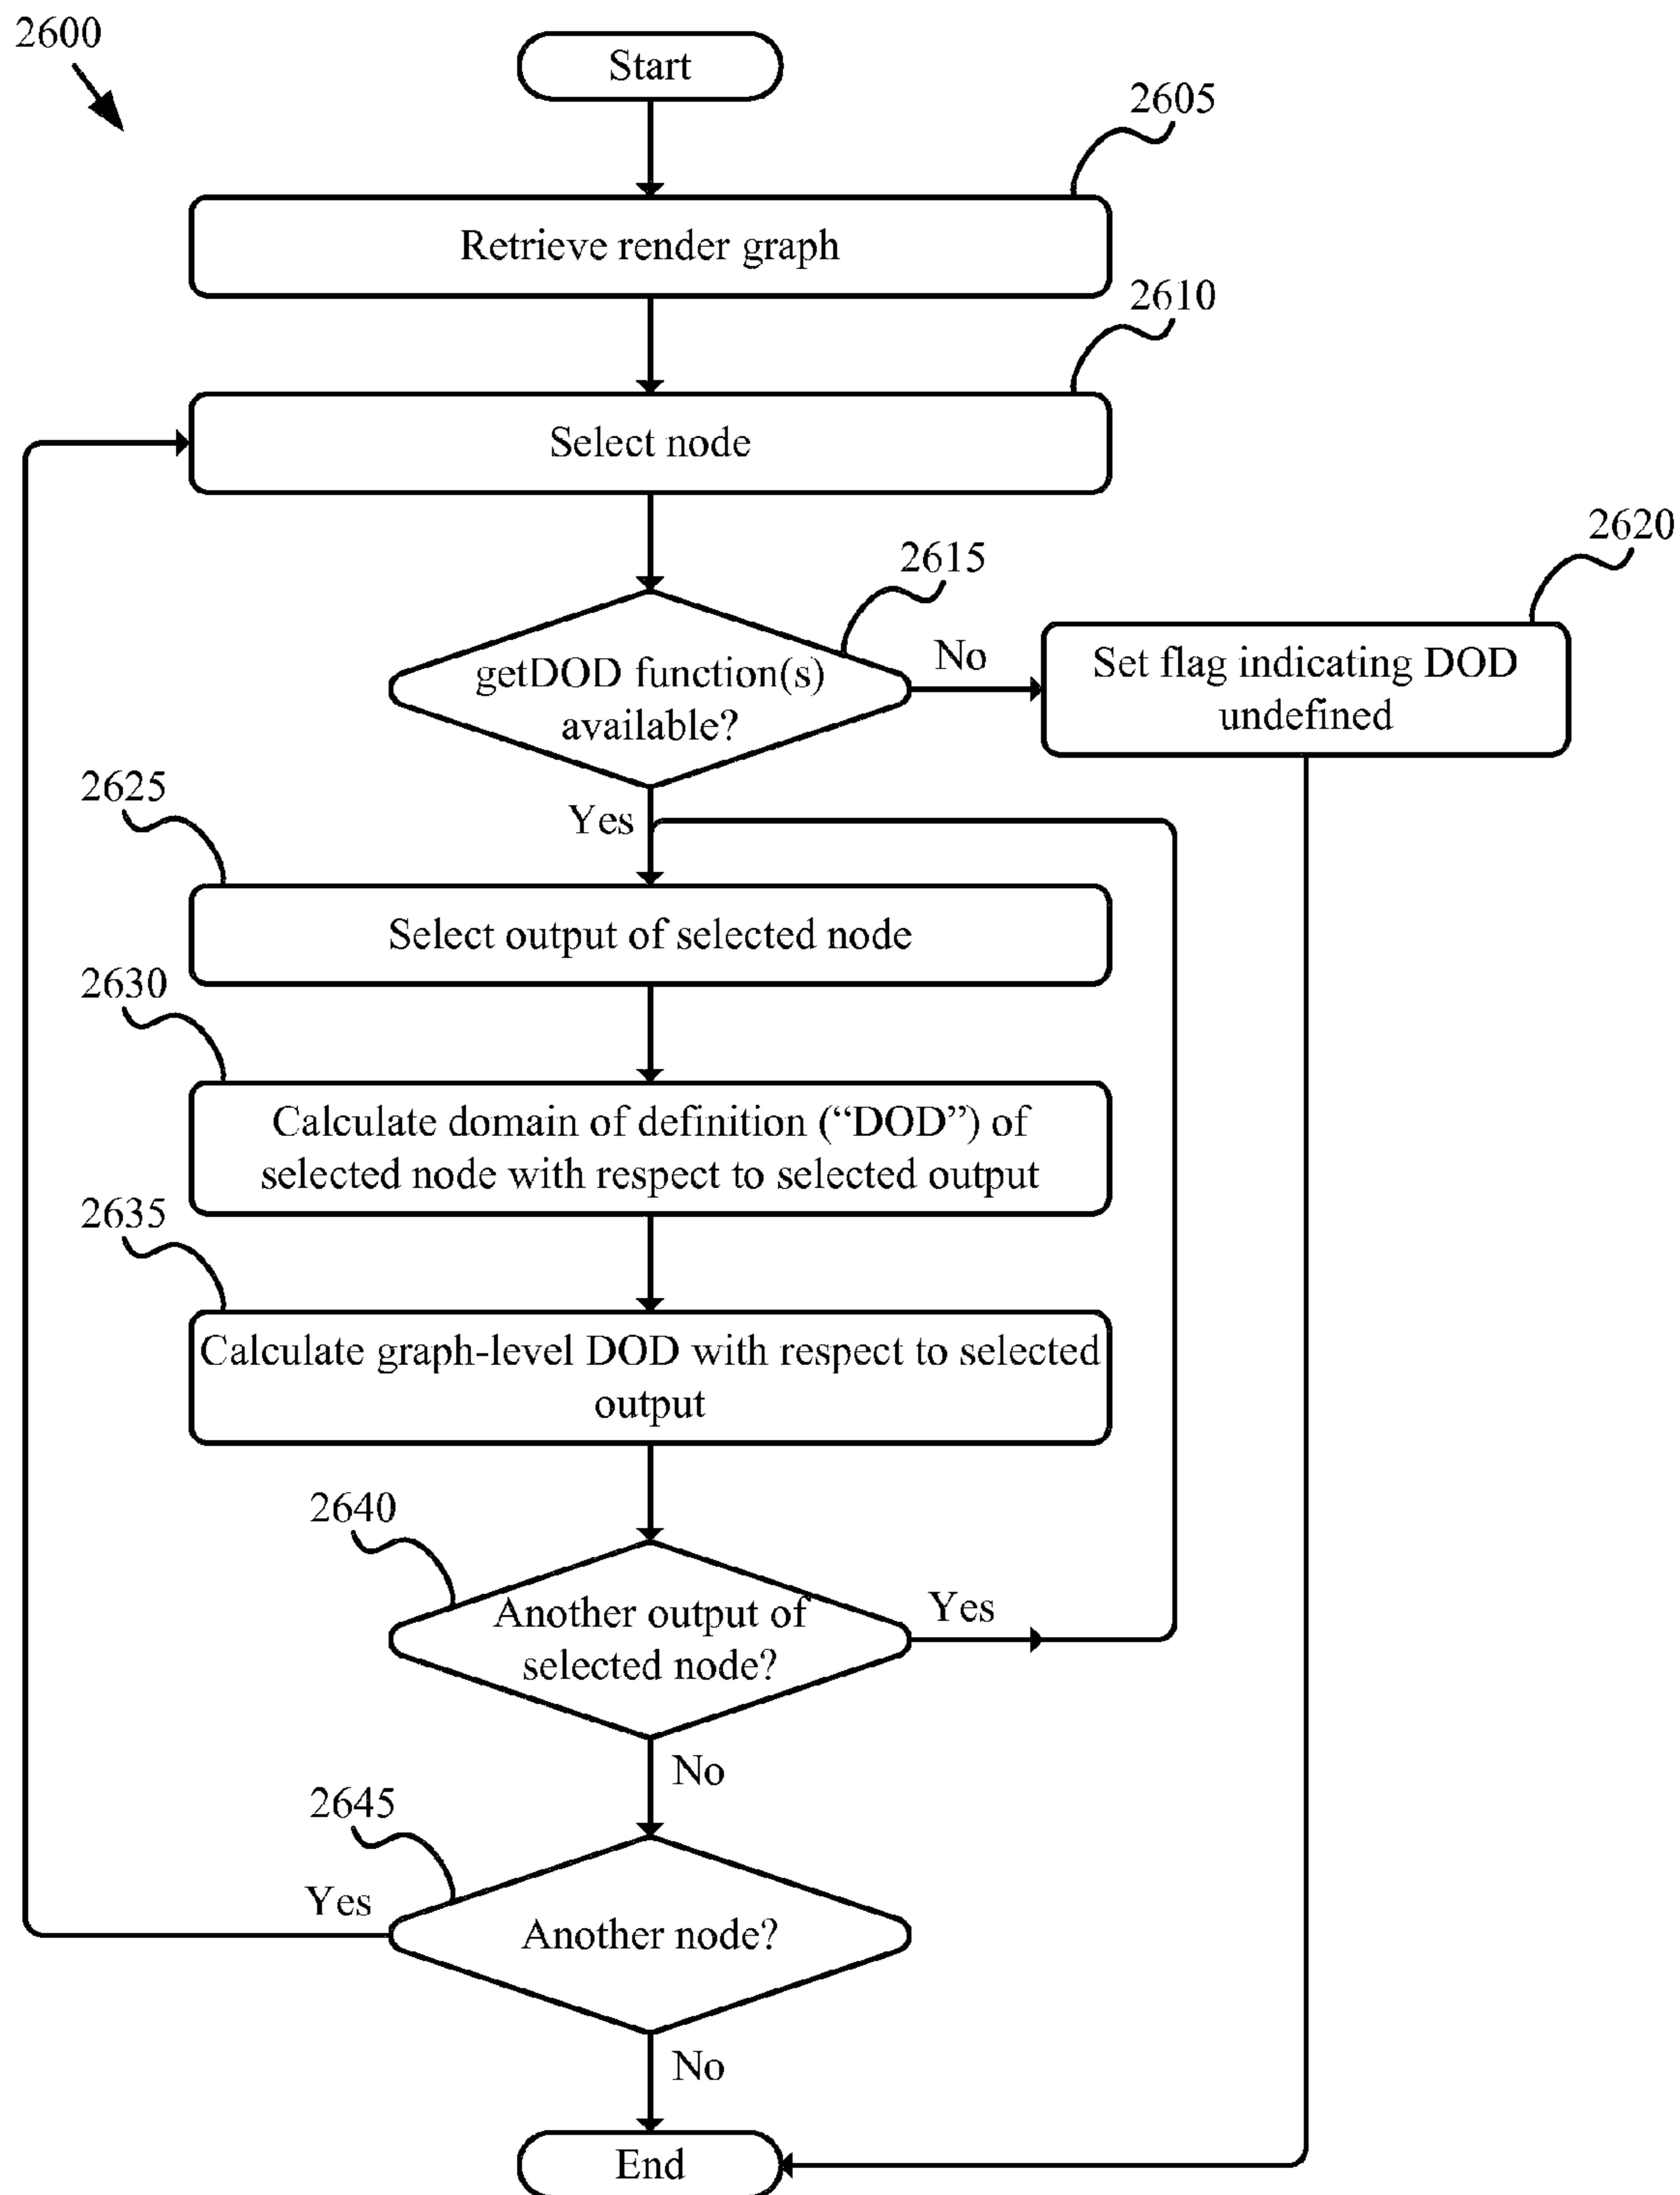 2600
Start
2605
Retrieve render graph
2610
Select node
2615
2620
getDOD function(s)
available?
No
Set flag indicating DOD
undefined
2625
Yes
Select output of selected node
2630
Calculate domain of definition (“DOD”) of
selected node with respect to selected output
2635
Calculate graph-level DOD with respect to selected
output
2640
Another output of
selected node?
Yes
No
2645
Yes
Another node?
No
End